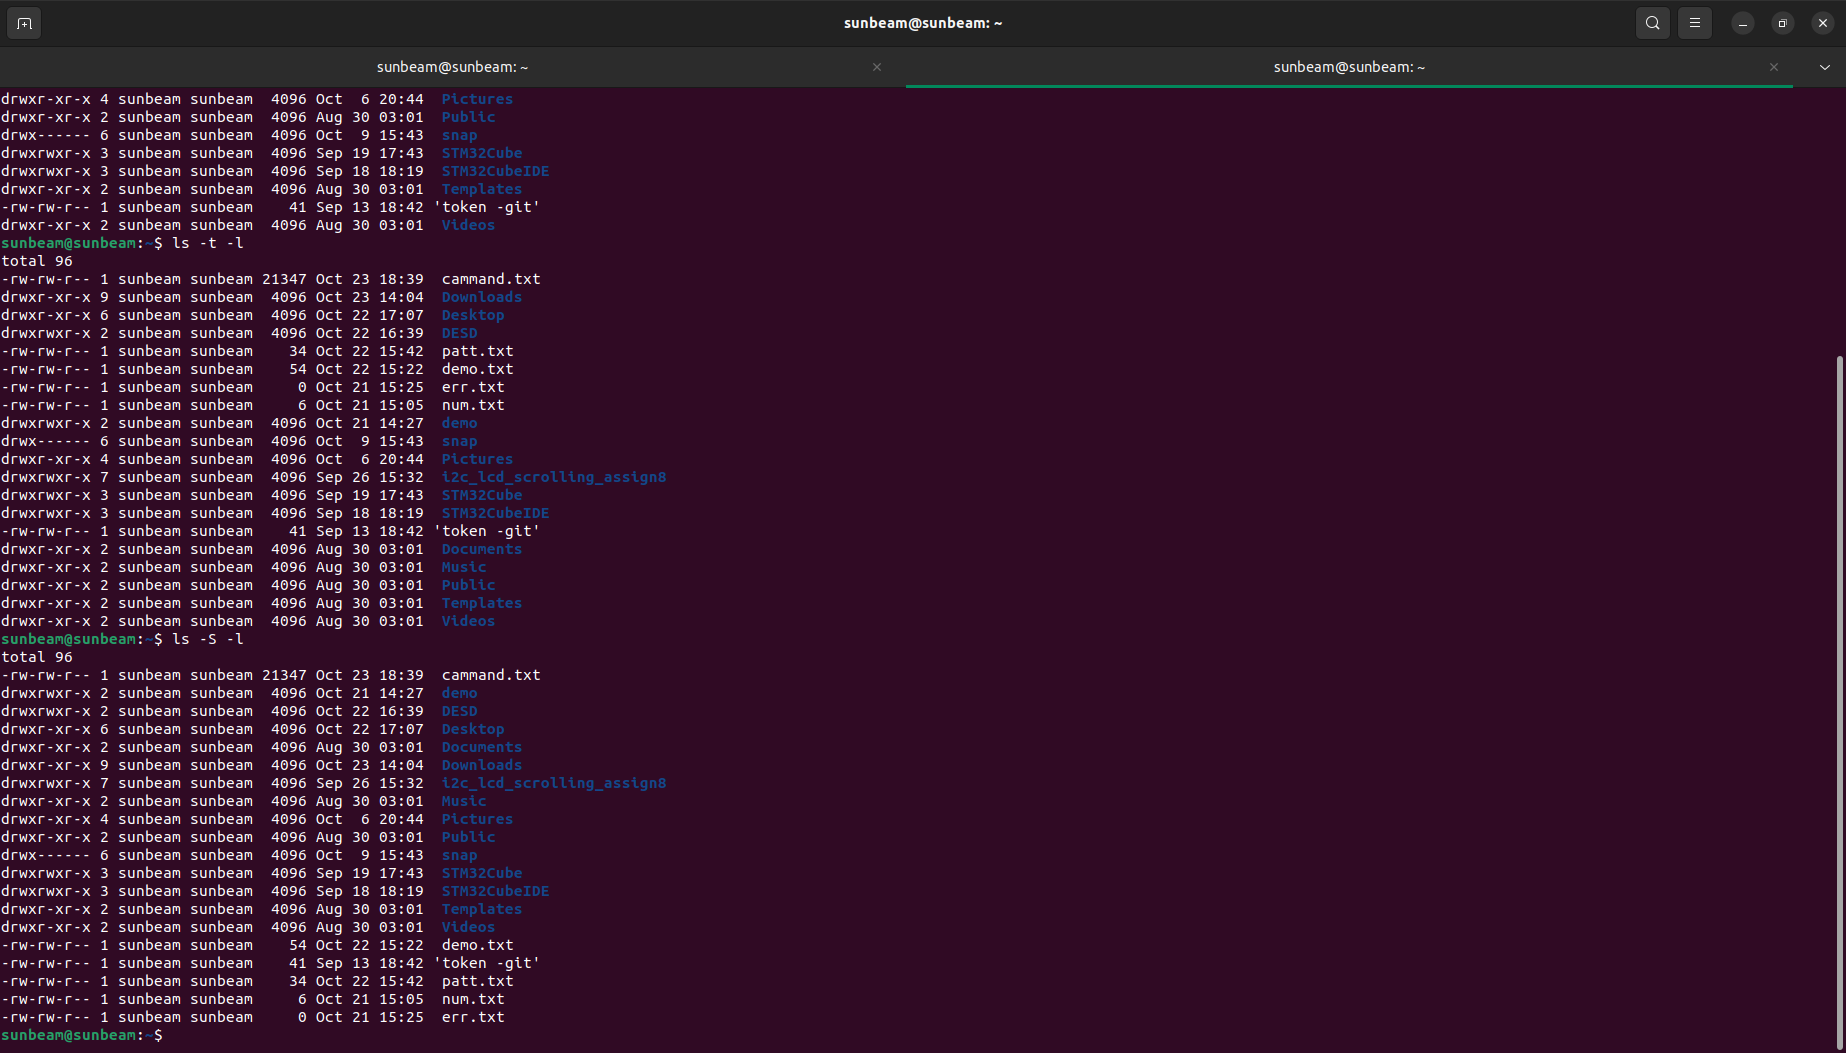 sunbeam@sunbeam: ~
sunbeam@sunbeam: ~
sunbeam@sunbeam: ~
drwxr-xr-x 4 sunbeam sunbeam  4096 Oct  6 20:44  Pictures
drwxr-xr-x 2 sunbeam sunbeam  4096 Aug 30 03:01  Public
drwx------ 6 sunbeam sunbeam  4096 Oct  9 15:43  snap
drwxrwxr-x 3 sunbeam sunbeam  4096 Sep 19 17:43  STM32Cube
drwxrwxr-x 3 sunbeam sunbeam  4096 Sep 18 18:19  STM32CubeIDE
drwxr-xr-x 2 sunbeam sunbeam  4096 Aug 30 03:01  Templates
-rw-rw-r-- 1 sunbeam sunbeam    41 Sep 13 18:42 'token -git'
drwxr-xr-x 2 sunbeam sunbeam  4096 Aug 30 03:01  Videos
sunbeam@sunbeam:~$ ls -t -l
total 96
-rw-rw-r-- 1 sunbeam sunbeam 21347 Oct 23 18:39  cammand.txt
drwxr-xr-x 9 sunbeam sunbeam  4096 Oct 23 14:04  Downloads
drwxr-xr-x 6 sunbeam sunbeam  4096 Oct 22 17:07  Desktop
drwxrwxr-x 2 sunbeam sunbeam  4096 Oct 22 16:39  DESD
-rw-rw-r-- 1 sunbeam sunbeam    34 Oct 22 15:42  patt.txt
-rw-rw-r-- 1 sunbeam sunbeam    54 Oct 22 15:22  demo.txt
-rw-rw-r-- 1 sunbeam sunbeam     0 Oct 21 15:25  err.txt
-rw-rw-r-- 1 sunbeam sunbeam     6 Oct 21 15:05  num.txt
drwxrwxr-x 2 sunbeam sunbeam  4096 Oct 21 14:27  demo
drwx------ 6 sunbeam sunbeam  4096 Oct  9 15:43  snap
drwxr-xr-x 4 sunbeam sunbeam  4096 Oct  6 20:44  Pictures
drwxrwxr-x 7 sunbeam sunbeam  4096 Sep 26 15:32  i2c_lcd_scrolling_assign8
drwxrwxr-x 3 sunbeam sunbeam  4096 Sep 19 17:43  STM32Cube
drwxrwxr-x 3 sunbeam sunbeam  4096 Sep 18 18:19  STM32CubeIDE
-rw-rw-r-- 1 sunbeam sunbeam    41 Sep 13 18:42 'token -git'
drwxr-xr-x 2 sunbeam sunbeam  4096 Aug 30 03:01  Documents
drwxr-xr-x 2 sunbeam sunbeam  4096 Aug 30 03:01  Music
drwxr-xr-x 2 sunbeam sunbeam  4096 Aug 30 03:01  Public
drwxr-xr-x 2 sunbeam sunbeam  4096 Aug 30 03:01  Templates
drwxr-xr-x 2 sunbeam sunbeam  4096 Aug 30 03:01  Videos
sunbeam@sunbeam:~$ ls -S -l
total 96
-rw-rw-r-- 1 sunbeam sunbeam 21347 Oct 23 18:39  cammand.txt
drwxrwxr-x 2 sunbeam sunbeam  4096 Oct 21 14:27  demo
drwxrwxr-x 2 sunbeam sunbeam  4096 Oct 22 16:39  DESD
drwxr-xr-x 6 sunbeam sunbeam  4096 Oct 22 17:07  Desktop
drwxr-xr-x 2 sunbeam sunbeam  4096 Aug 30 03:01  Documents
drwxr-xr-x 9 sunbeam sunbeam  4096 Oct 23 14:04  Downloads
drwxrwxr-x 7 sunbeam sunbeam  4096 Sep 26 15:32  i2c_lcd_scrolling_assign8
drwxr-xr-x 2 sunbeam sunbeam  4096 Aug 30 03:01  Music
drwxr-xr-x 4 sunbeam sunbeam  4096 Oct  6 20:44  Pictures
drwxr-xr-x 2 sunbeam sunbeam  4096 Aug 30 03:01  Public
drwx------ 6 sunbeam sunbeam  4096 Oct  9 15:43  snap
drwxrwxr-x 3 sunbeam sunbeam  4096 Sep 19 17:43  STM32Cube
drwxrwxr-x 3 sunbeam sunbeam  4096 Sep 18 18:19  STM32CubeIDE
drwxr-xr-x 2 sunbeam sunbeam  4096 Aug 30 03:01  Templates
drwxr-xr-x 2 sunbeam sunbeam  4096 Aug 30 03:01  Videos
-rw-rw-r-- 1 sunbeam sunbeam    54 Oct 22 15:22  demo.txt
-rw-rw-r-- 1 sunbeam sunbeam    41 Sep 13 18:42 'token -git'
-rw-rw-r-- 1 sunbeam sunbeam    34 Oct 22 15:42  patt.txt
-rw-rw-r-- 1 sunbeam sunbeam     6 Oct 21 15:05  num.txt
-rw-rw-r-- 1 sunbeam sunbeam     0 Oct 21 15:25  err.txt
sunbeam@sunbeam:~$